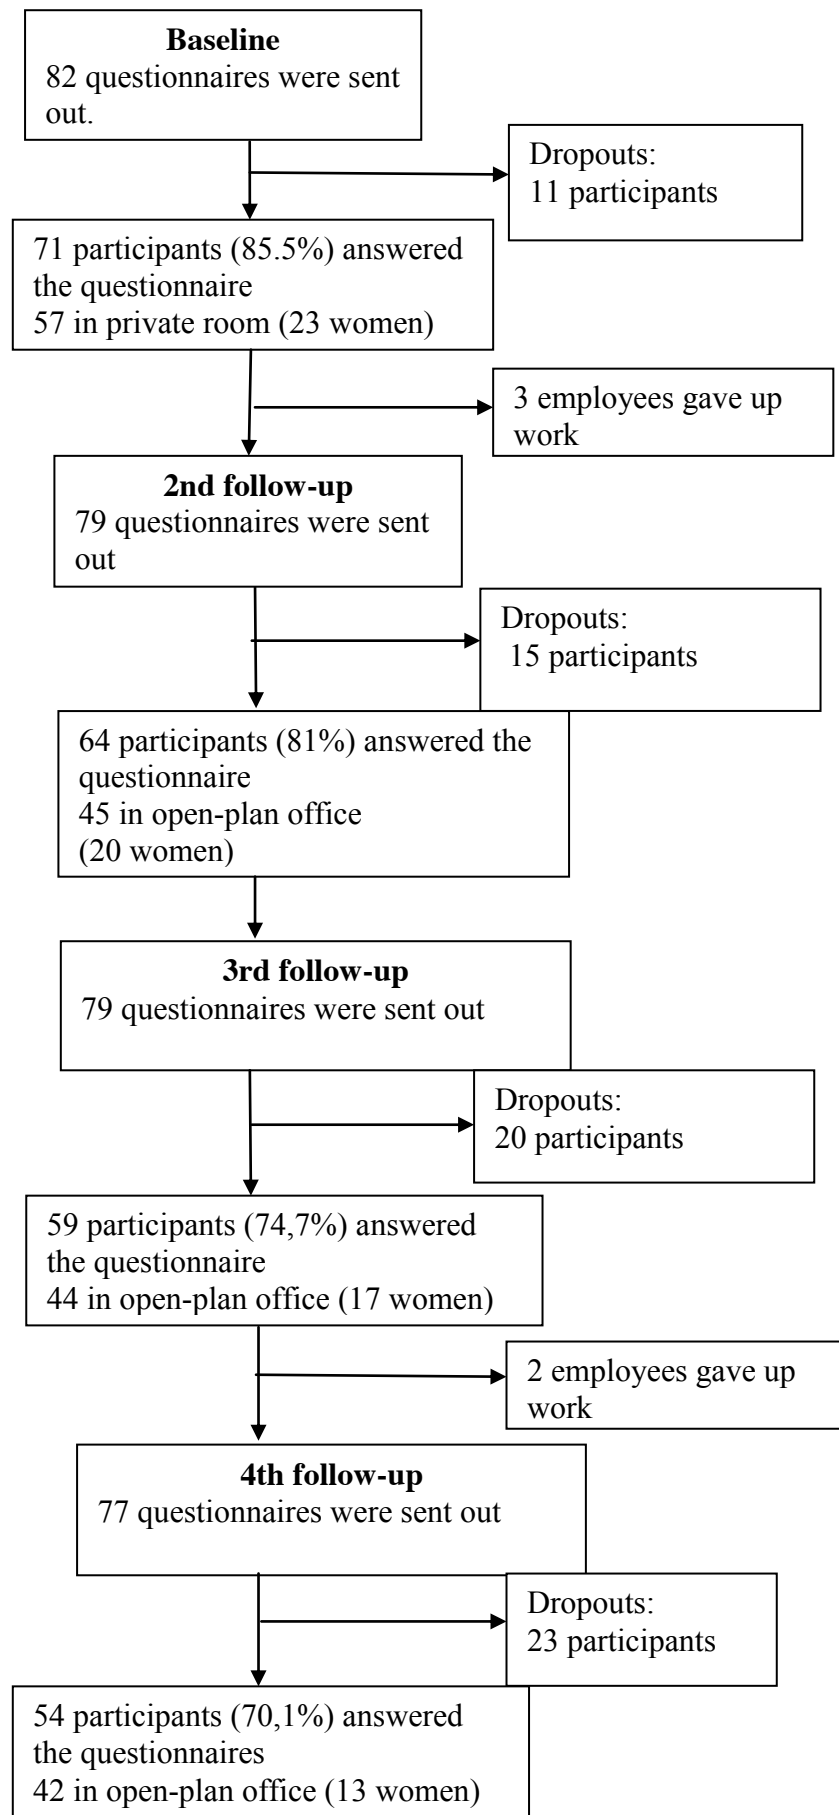 Baseline
82 questionnaires were sent
out.
Dropouts:
11 participants
71 participants (85.5%) answered
the questionnaire
57 in private room (23 women)
3 employees gave up
work
2nd follow-up
79 questionnaires were sent
out
Dropouts:
15 participants
64 participants (81%) answered the
questionnaire
45 in open-plan office
(20 women)
3rd follow-up
79 questionnaires were sent out
Dropouts:
20 participants
59 participants (74,7%) answered
the questionnaire
44 in open-plan office (17 women)
2 employees gave up
work
4th follow-up
77 questionnaires were sent out
Dropouts:
23 participants
54 participants (70,1%) answered
the questionnaires
42 in open-plan office (13 women)